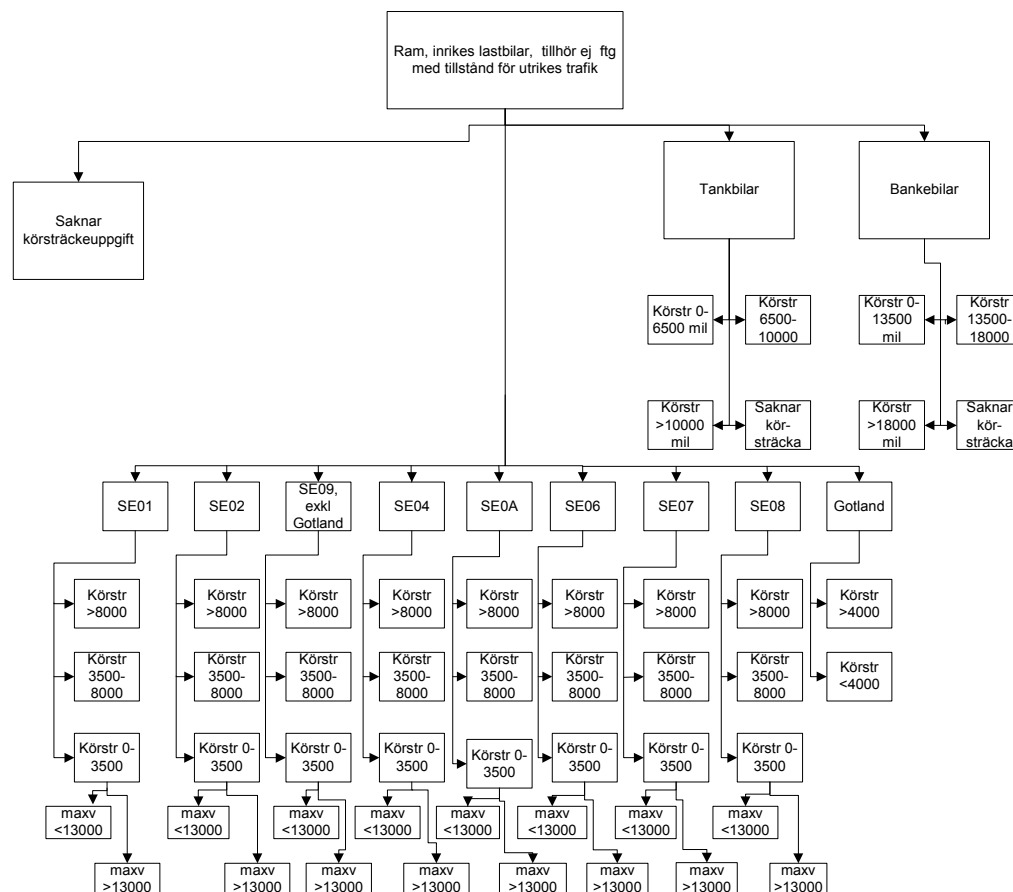 Ram, inrikes lastbilar, tillhör ej ftg
med tillstånd för utrikes trafik
Saknar
körsträckeuppgift
Tankbilar
Bankebilar
Körstr 0-
6500 mil
Körstr
6500-
10000
Körstr 0-
13500
mil
Körstr
13500-
18000
Körstr
>10000
mil
Saknar
kör-
sträcka
Körstr
>18000
mil
Saknar
kör-
sträcka
SE01
SE02
SE09,
exkl
Gotland
SE04
SE0A
SE06
SE07
SE08
Gotland
Körstr
>8000
Körstr
>8000
Körstr
>8000
Körstr
>8000
Körstr
>8000
Körstr
>8000
Körstr
>8000
Körstr
>8000
Körstr
>4000
Körstr
3500-
8000
Körstr
3500-
8000
Körstr
3500-
8000
Körstr
3500-
8000
Körstr
3500-
8000
Körstr
3500-
8000
Körstr
3500-
8000
Körstr
3500-
8000
Körstr
<4000
Körstr 0-
3500
Körstr 0-
3500
Körstr 0-
3500
Körstr 0-
3500
Körstr 0-
3500
Körstr 0-
3500
Körstr 0-
3500
Körstr 0-
3500
maxv
<13000
maxv
<13000
maxv
<13000
maxv
<13000
maxv
<13000
maxv
<13000
maxv
<13000
maxv
<13000
maxv
>13000
maxv
>13000
maxv
>13000
maxv
>13000
maxv
>13000
maxv
>13000
maxv
>13000
maxv
>13000